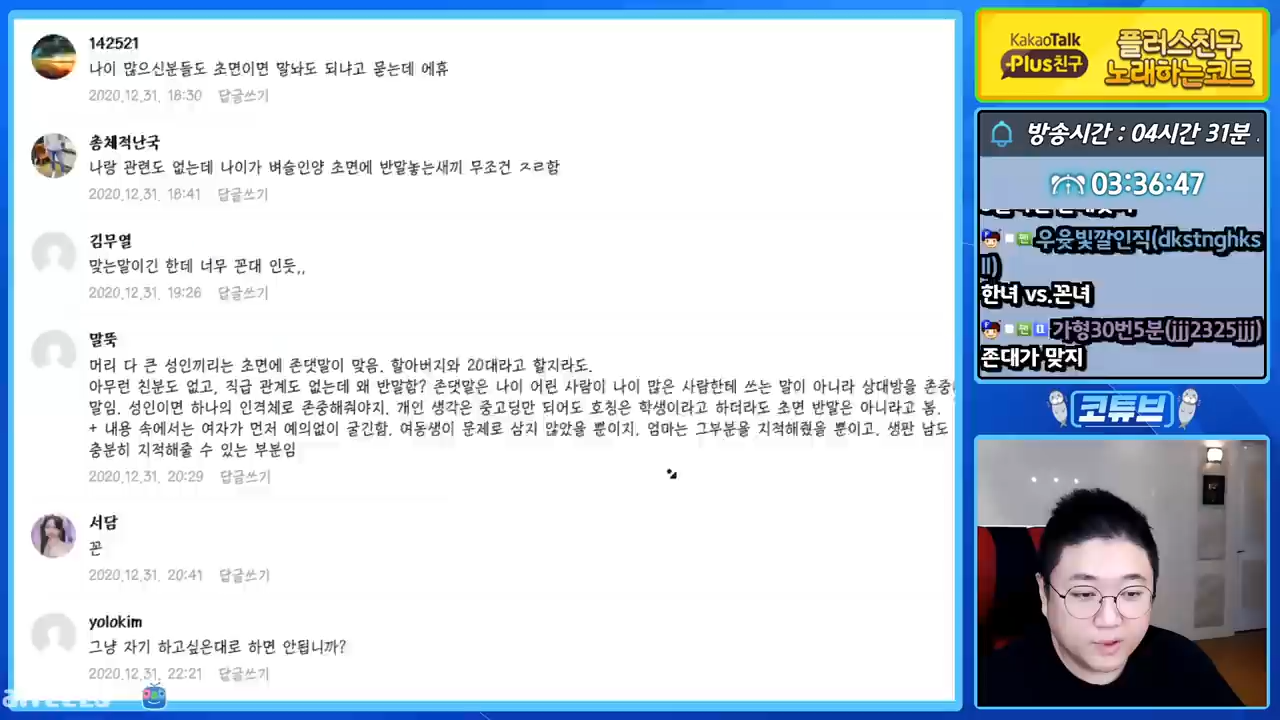 142521
나이 많으신분들도 초면이면 말놔도 되냐고 묻는데 에휴
2020.12.31. 18:30 답글쓰기
총체적난국
나랑 관련도 없는데 나이가 벼슬인양 초면에 반말놓는새끼 무조건 ㅈㄹ함
2020.12.31. 18:41 답글쓰기
김무열
맞는말이긴 한데 너무 꼰대 인듯,,
2020.12.31. 19:26 답글쓰기
말뚝
머리 다 큰 성인끼리는 초면에 존댓말이 맞음. 할아버지와 20대라고 할지라도.
아무런 친분도 없고, 직급 관계도 없는데 왜 반말함? 존댓말은 나이 어린 사람이 나이 많은 사람한테 쓰는 말이 아니라 상대방을 존중
말임. 성인이면 하나의 인격체로 존중해줘야지. 개인 생각은 중고딩만 되어도 호칭은 학생이라고 하더라도 초면 반말은 아니라고 봄.
+ 내용 속에서는 여자가 먼저 예의없이 굴긴함. 여동생이 문제로 삼지 않았을 뿐이지. 엄마는 그부분을 지적해줬을 뿐이고. 생판 남도
충분히 지적해줄 수 있는 부분임
2020.12.31. 20:29 답글쓰기
서담
꼰
2020.12.31. 20:41 답글쓰기
yolokim
그냥 자기 하고싶은대로 하면 안됩니까?
2020.12.31. 22:21 답글쓰기
KakaoTalk
Plus친구
플러스친구
노래하는코트
방송시간 : 04시간 31분
03:36:47
팬 우윳빛깔인직(dkstnghks
ll)
한녀 vs.꼰녀
팬 가형30번5분(jjj2325jjj)
존대가 맞지
코튜브